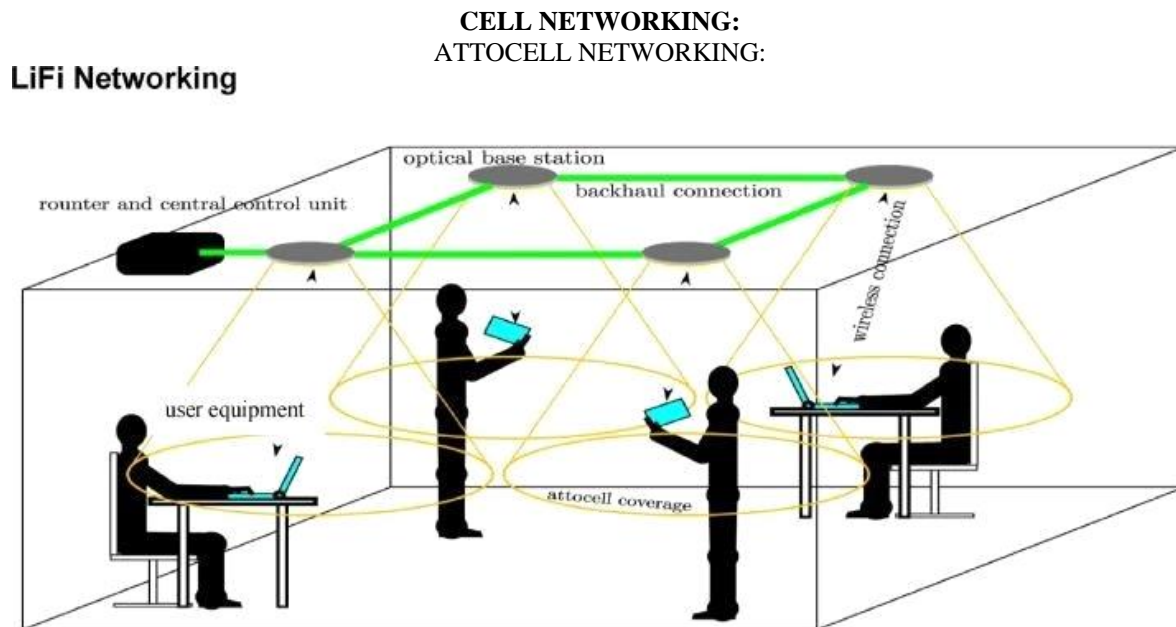 CELL NETWORKING:
ATTOCELL NETWORKING:
LiFi Networking
optical base station
backhaul connection
rounter and central control unit
wireless connection
user equipment
attocell coverage